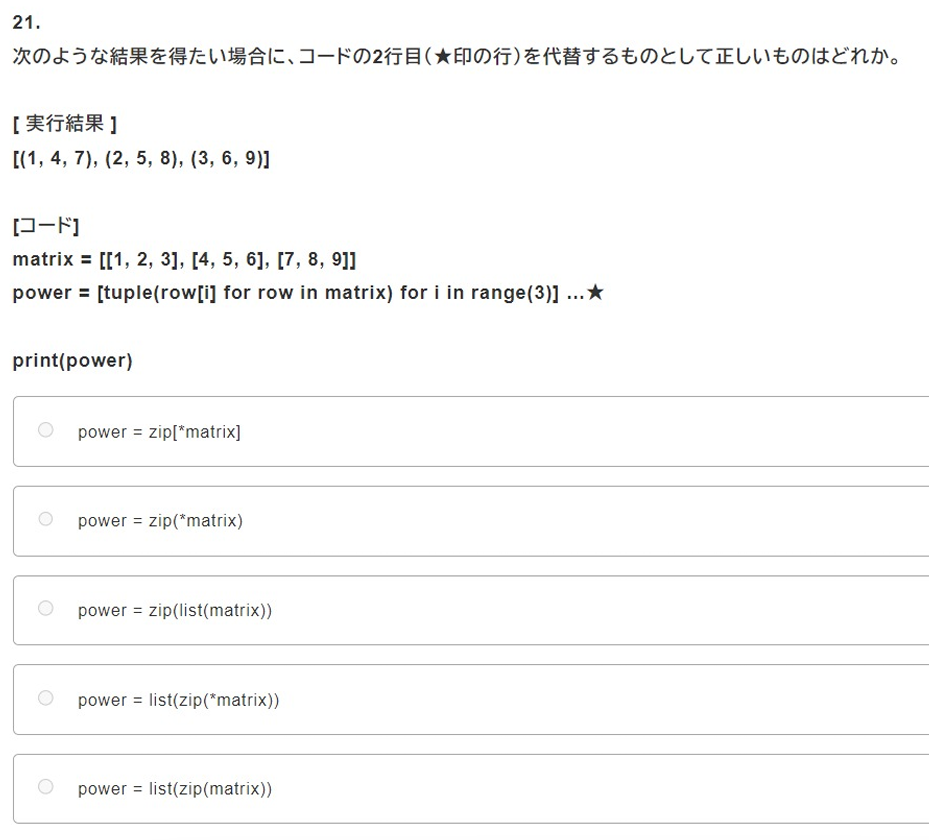 21.
次のような結果を得たい場合に、コードの2行目(★印の行)を代替するものとして正しいものはどれか。
[ 実行結果 ]
[(1, 4, 7), (2, 5, 8), (3, 6, 9)]
[コード]
matrix = [[1, 2, 3], [4, 5, 6], [7, 8, 9]]
power = [tuple(row[i] for row in matrix) for i in range(3)] …★
print(power)
power = zip[*matrix]
power = zip(*matrix)
power = zip(list(matrix))
power = list(zip(*matrix))
power = list(zip(matrix))